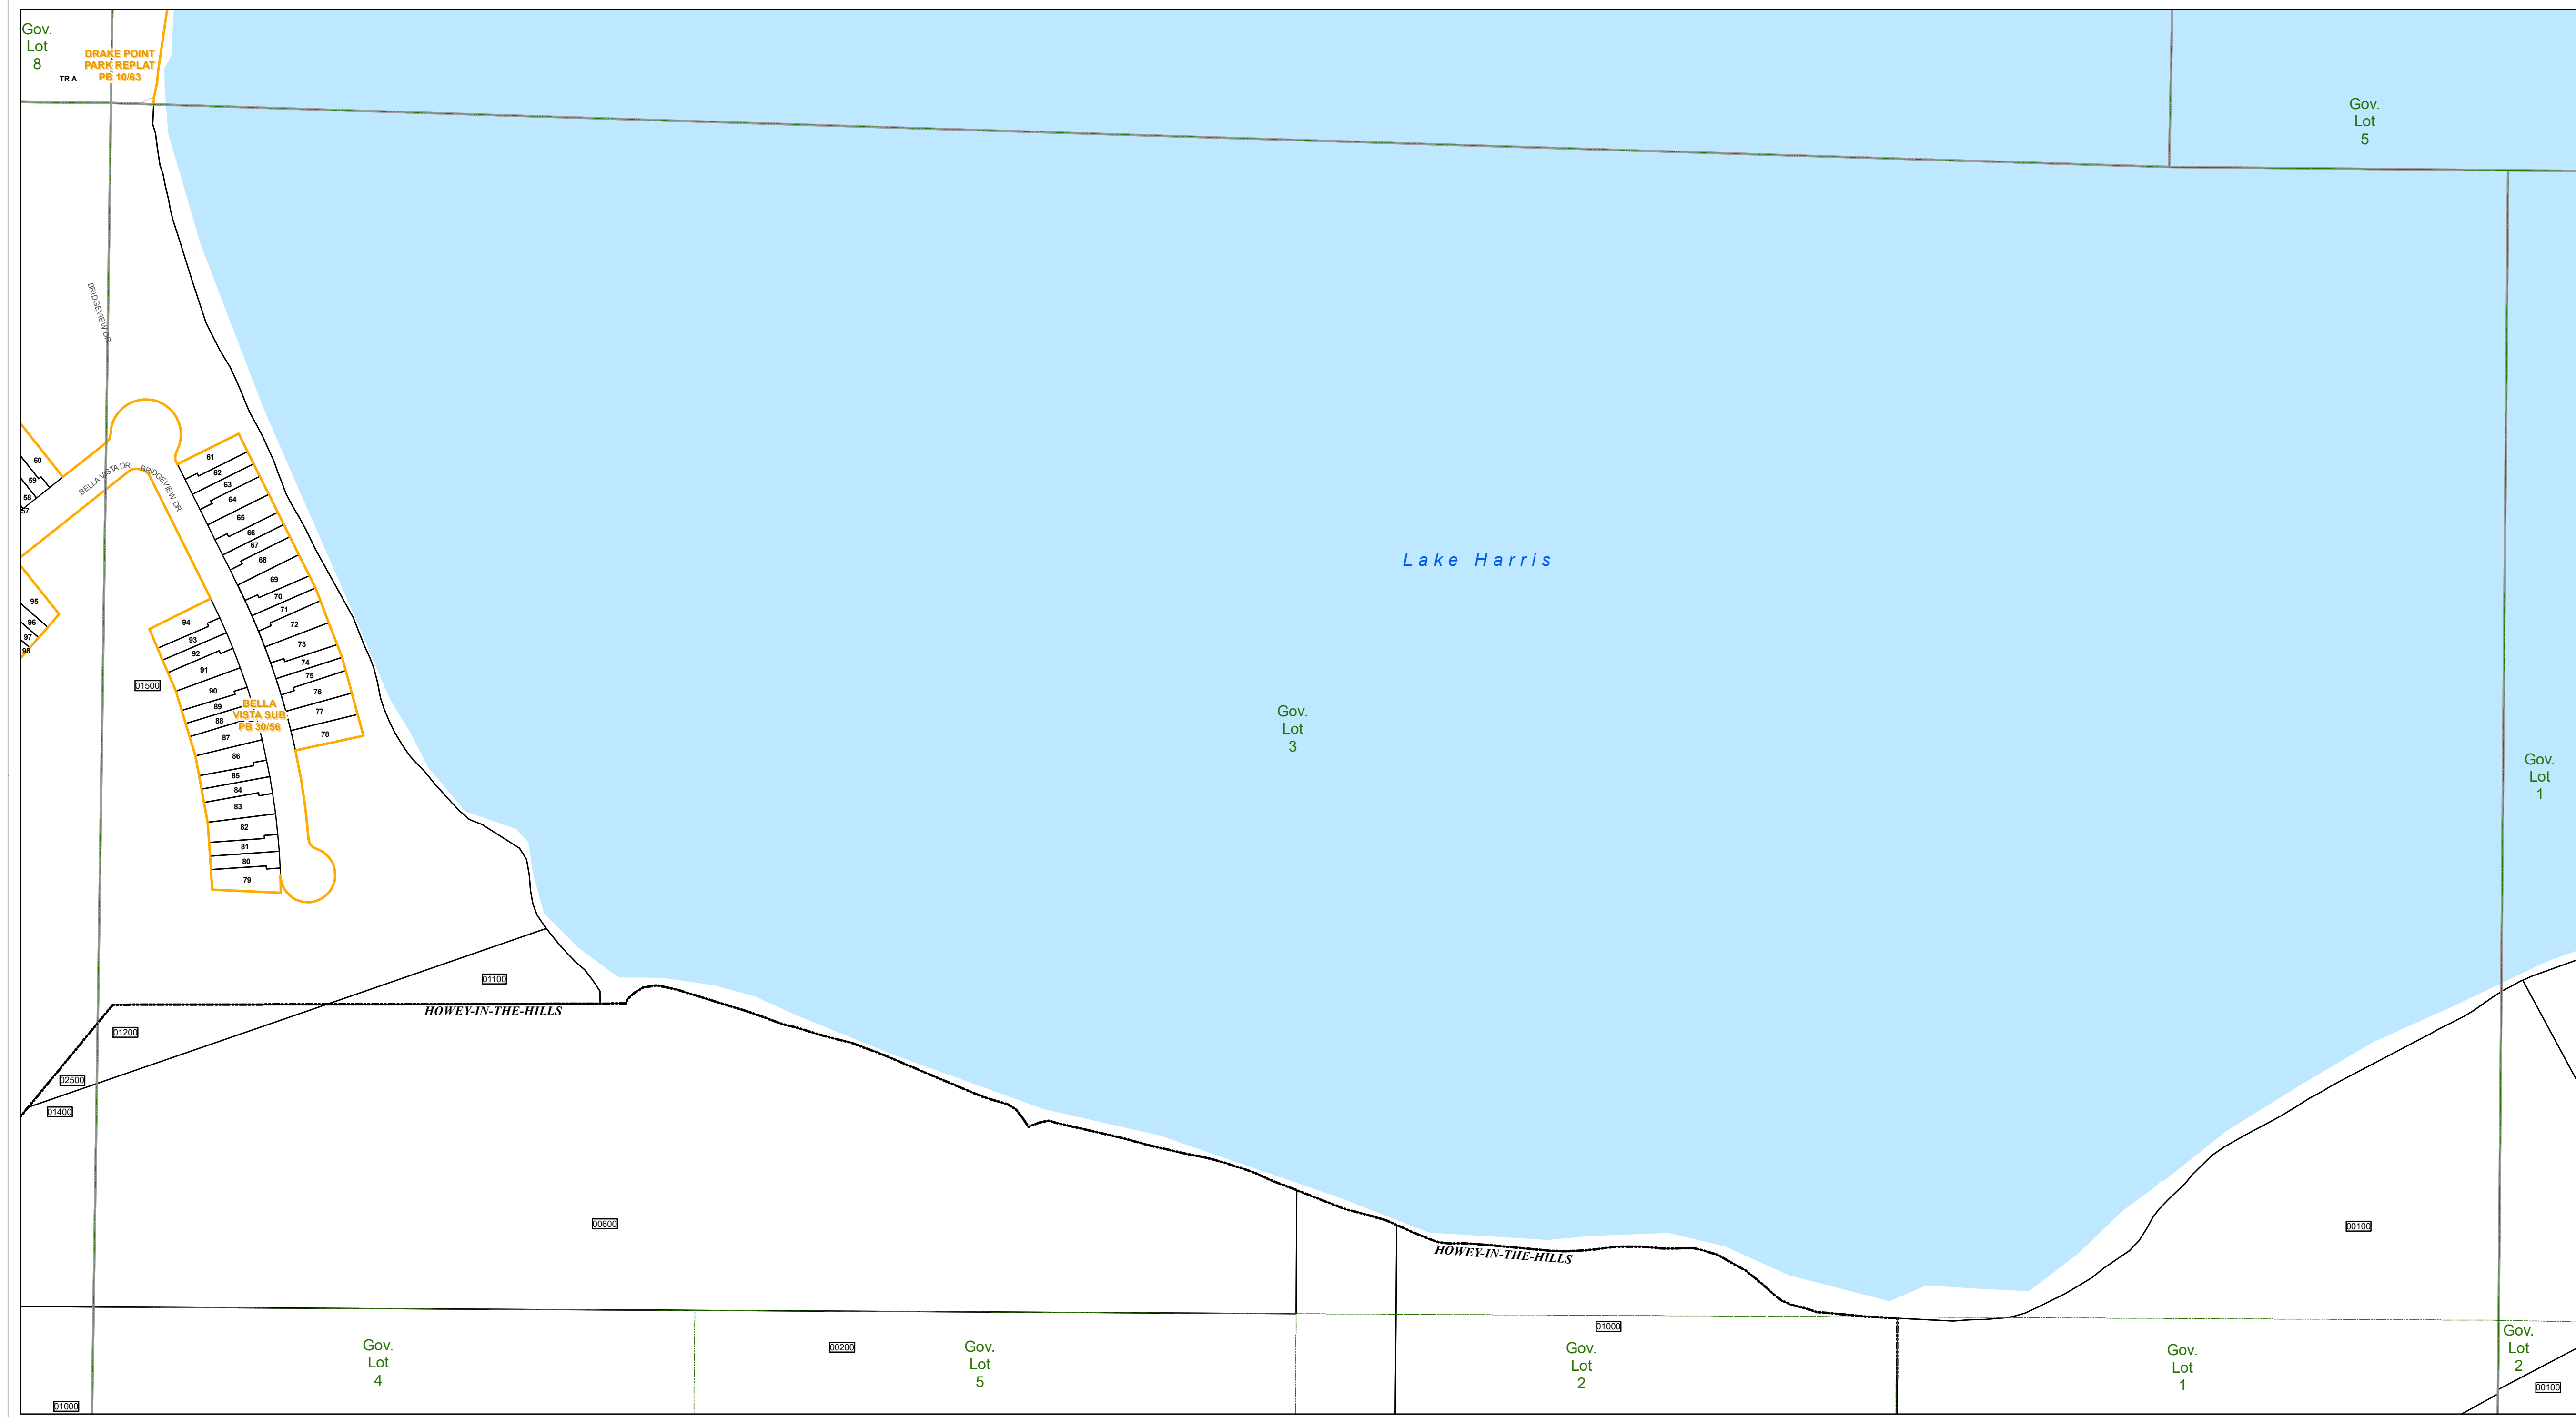 Gov.
Lot
8
DRAKE POINT
PARK REPLAT
PB 10/63
TR A
Gov.
Lot
5
BRIDGEVIEW DR
BELLA VISTA DR
BRIDGEVIEW DR
60
59
58
57
61
62
63
64
65
66
67
68
69
70
71
72
73
74
75
76
77
78
95
96
97
98
94
93
92
91
90
89
88
87
86
85
84
83
82
81
80
79
BELLA
VISTA SUB
PB 30/56
01500
Lake Harris
Gov.
Lot
3
Gov.
Lot
1
01100
HOWEY-IN-THE-HILLS
01200
02500
01400
00600
HOWEY-IN-THE-HILLS
00100
Gov.
Lot
4
00200
Gov.
Lot
5
01000
Gov.
Lot
2
Gov.
Lot
1
Gov.
Lot
2
00100
01000